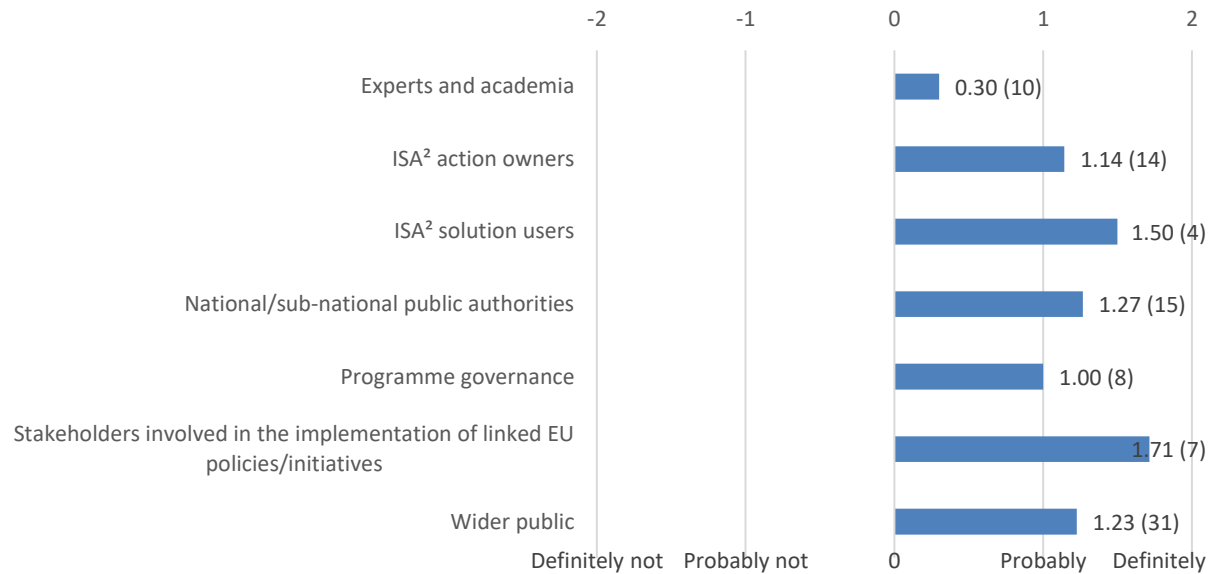 -2 -1 0 1 2
Experts and academia 0.30 (10)
ISA² action owners 1.14 (14)
ISA² solution users 1.50 (4)
National/sub-national public authorities 1.27 (15)
Programme governance 1.00 (8)
Stakeholders involved in the implementation of linked EU
policies/initiatives 1.71 (7)
Wider public 1.23 (31)
Definitely not Probably not 0 Probably Definitely